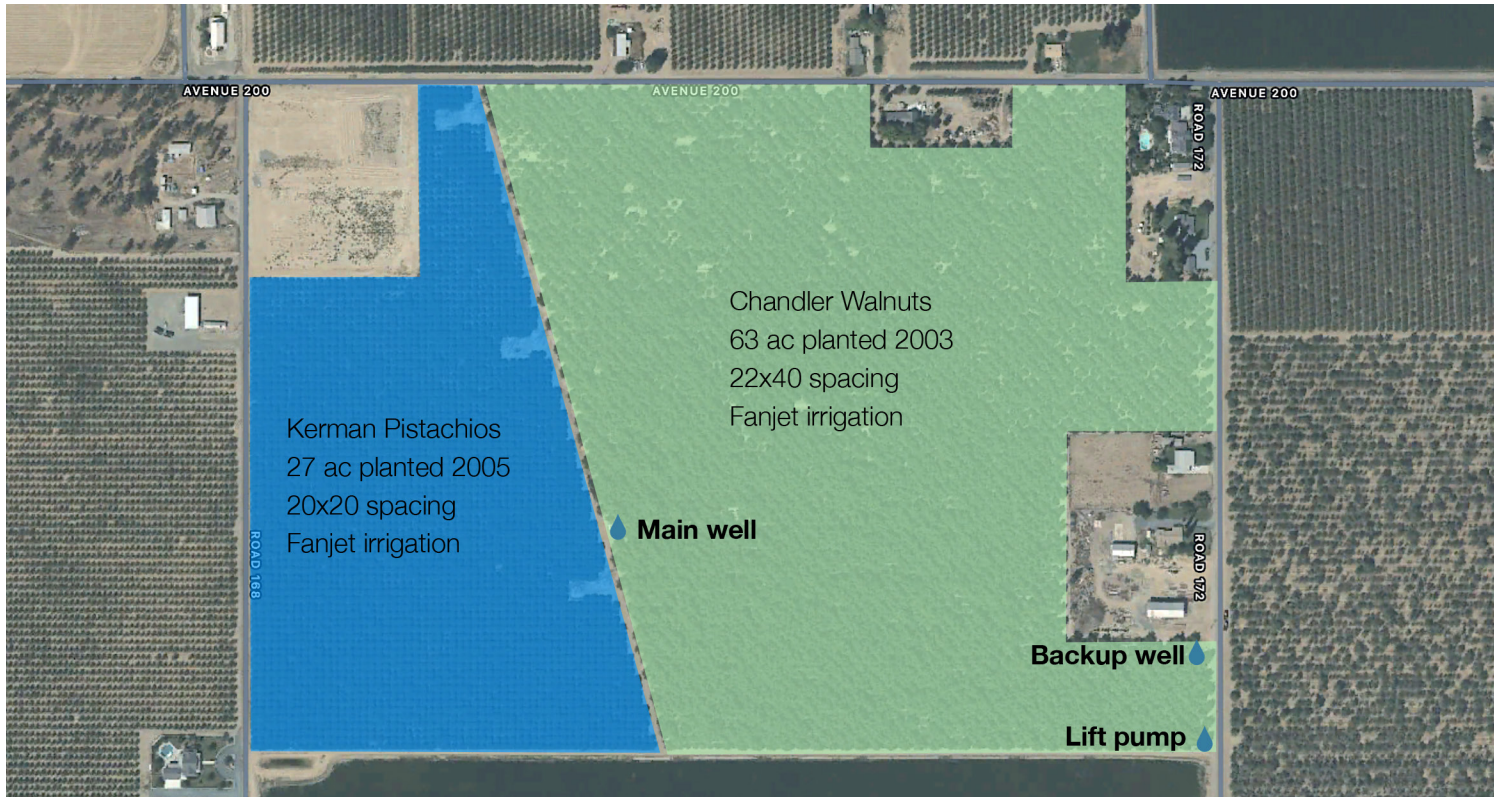 AVENUE 200
AVENUE 200
AVENUE 200
ROAD 172
Chandler Walnuts
63 ac planted 2003
22x40 spacing
Fanjet irrigation
Kerman Pistachios
27 ac planted 2005
20x20 spacing
Fanjet irrigation
Main well
ROAD 168
ROAD 172
Backup well
Lift pump